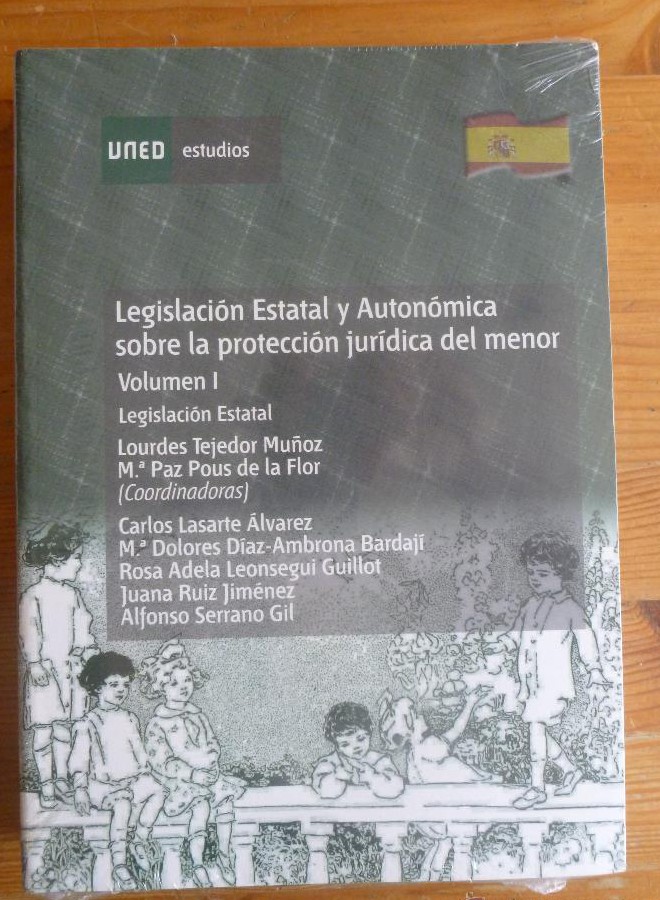 UNED estudios
Legislación Estatal y Autonómica
sobre la protección jurídica del menor
Volumen I
Legislación Estatal
Lourdes Tejedor Muñoz
M.ª Paz Pous de la Flor
(Coordinadoras)
Carlos Lasarte Álvarez
M.ª Dolores Díaz-Ambrona Bardají
Rosa Adela Leonsegui Guillot
Juana Ruiz Jiménez
Alfonso Serrano Gil